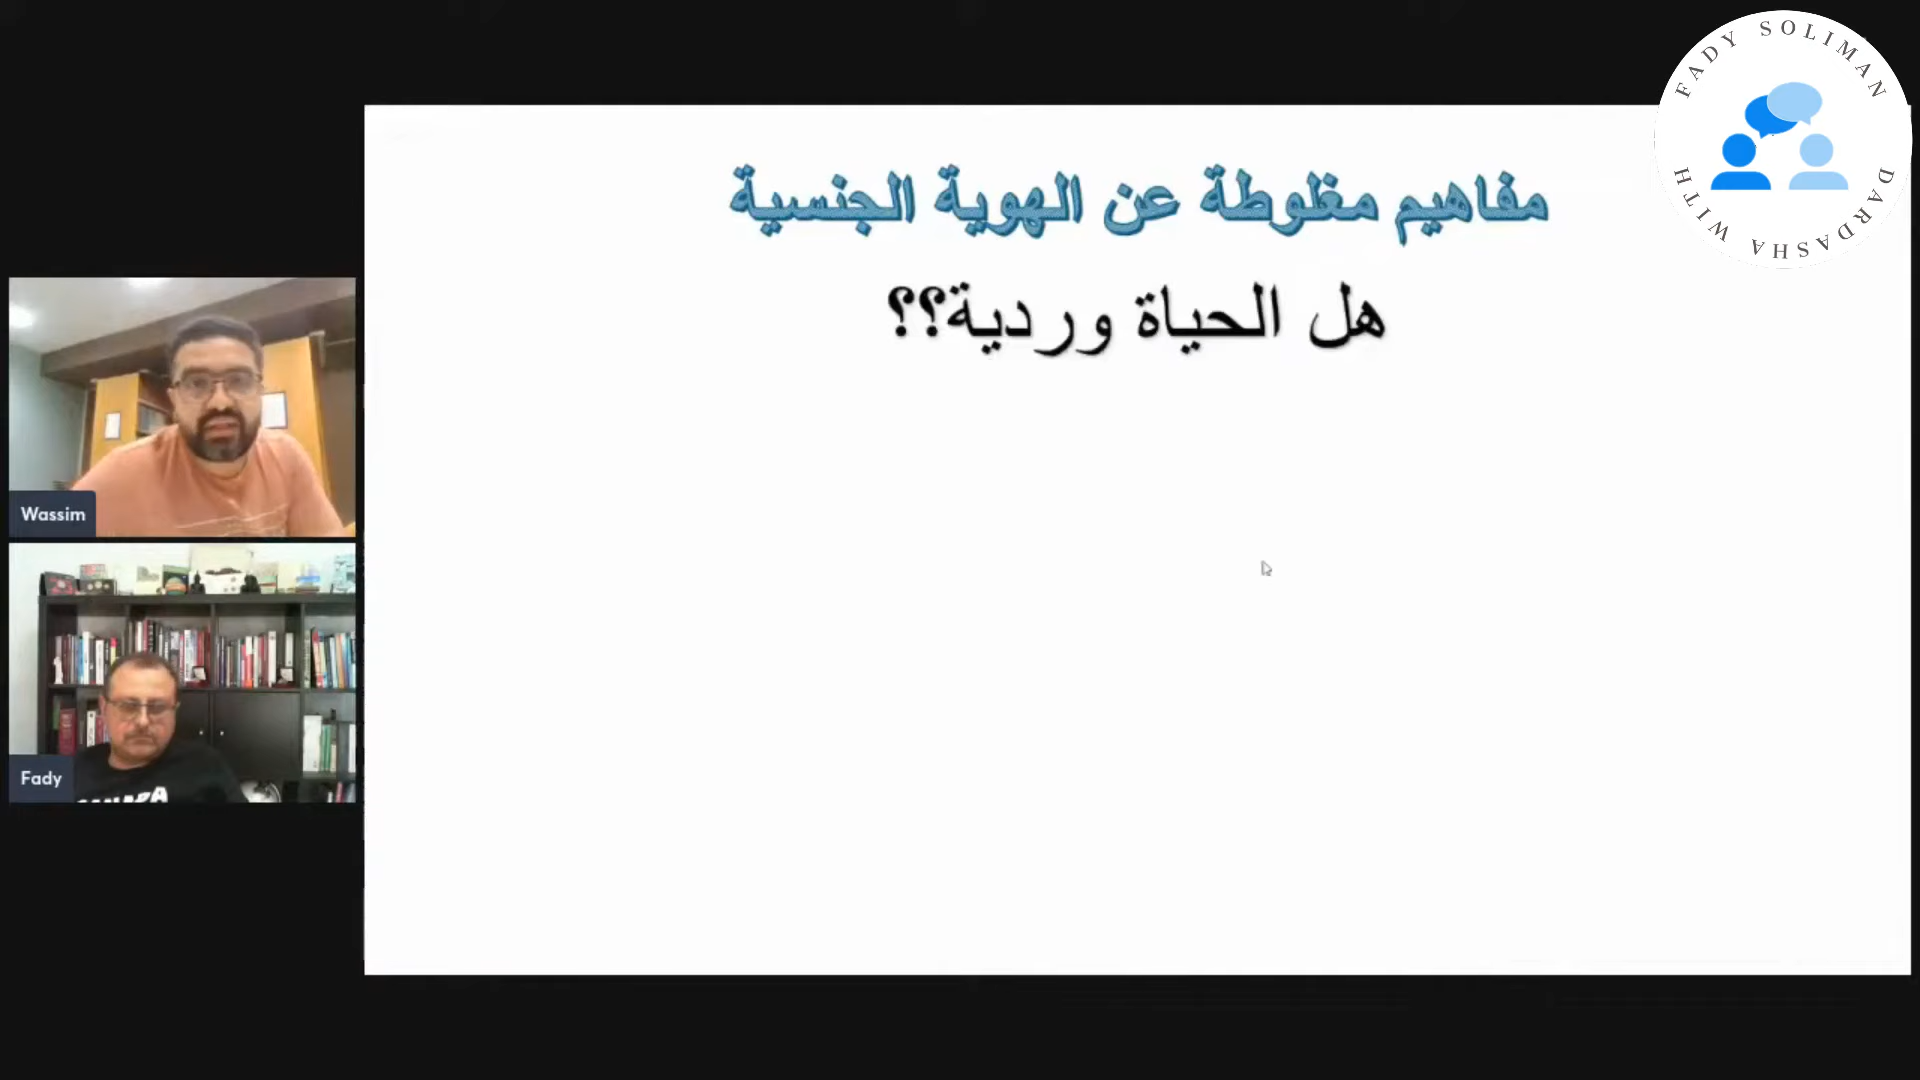 مفاهيم مغلوطة عن الهوية الجنسية
هل الحياة وردية؟؟
FADY SOLIMAN
DARDASHA WITH
Wassim
Fady